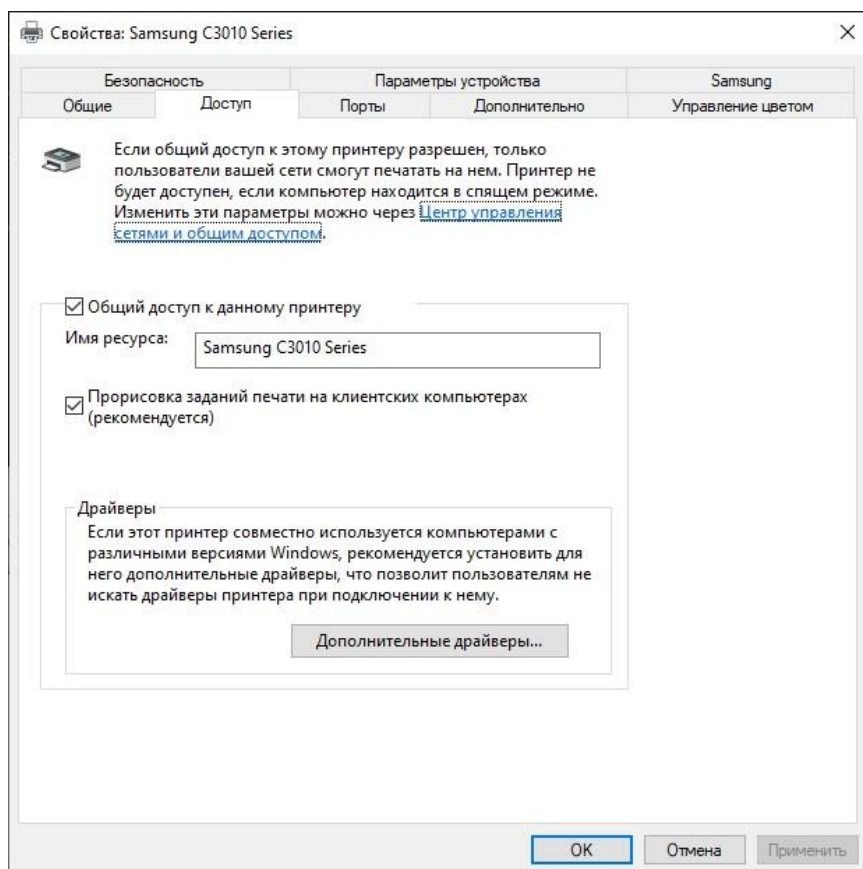 Свойства: Samsung C3010 Series
Безопасность
Параметры устройства
Samsung
Общие
Доступ
Порты
Дополнительно
Управление цветом
Если общий доступ к этому принтеру разрешен, только
пользователи вашей сети смогут печатать на нем. Принтер не
будет доступен, если компьютер находится в спящем режиме.
Изменить эти параметры можно через Центр управления
сетями и общим доступом.
Общий доступ к данному принтеру
Имя ресурса:
Samsung C3010 Series
Прорисовка заданий печати на клиентских компьютерах
(рекомендуется)
Драйверы
Если этот принтер совместно используется компьютерами с
различными версиями Windows, рекомендуется установить для
него дополнительные драйверы, что позволит пользователям не
искать драйверы принтера при подключении к нему.
Дополнительные драйверы...
OK
Отмена
Применить